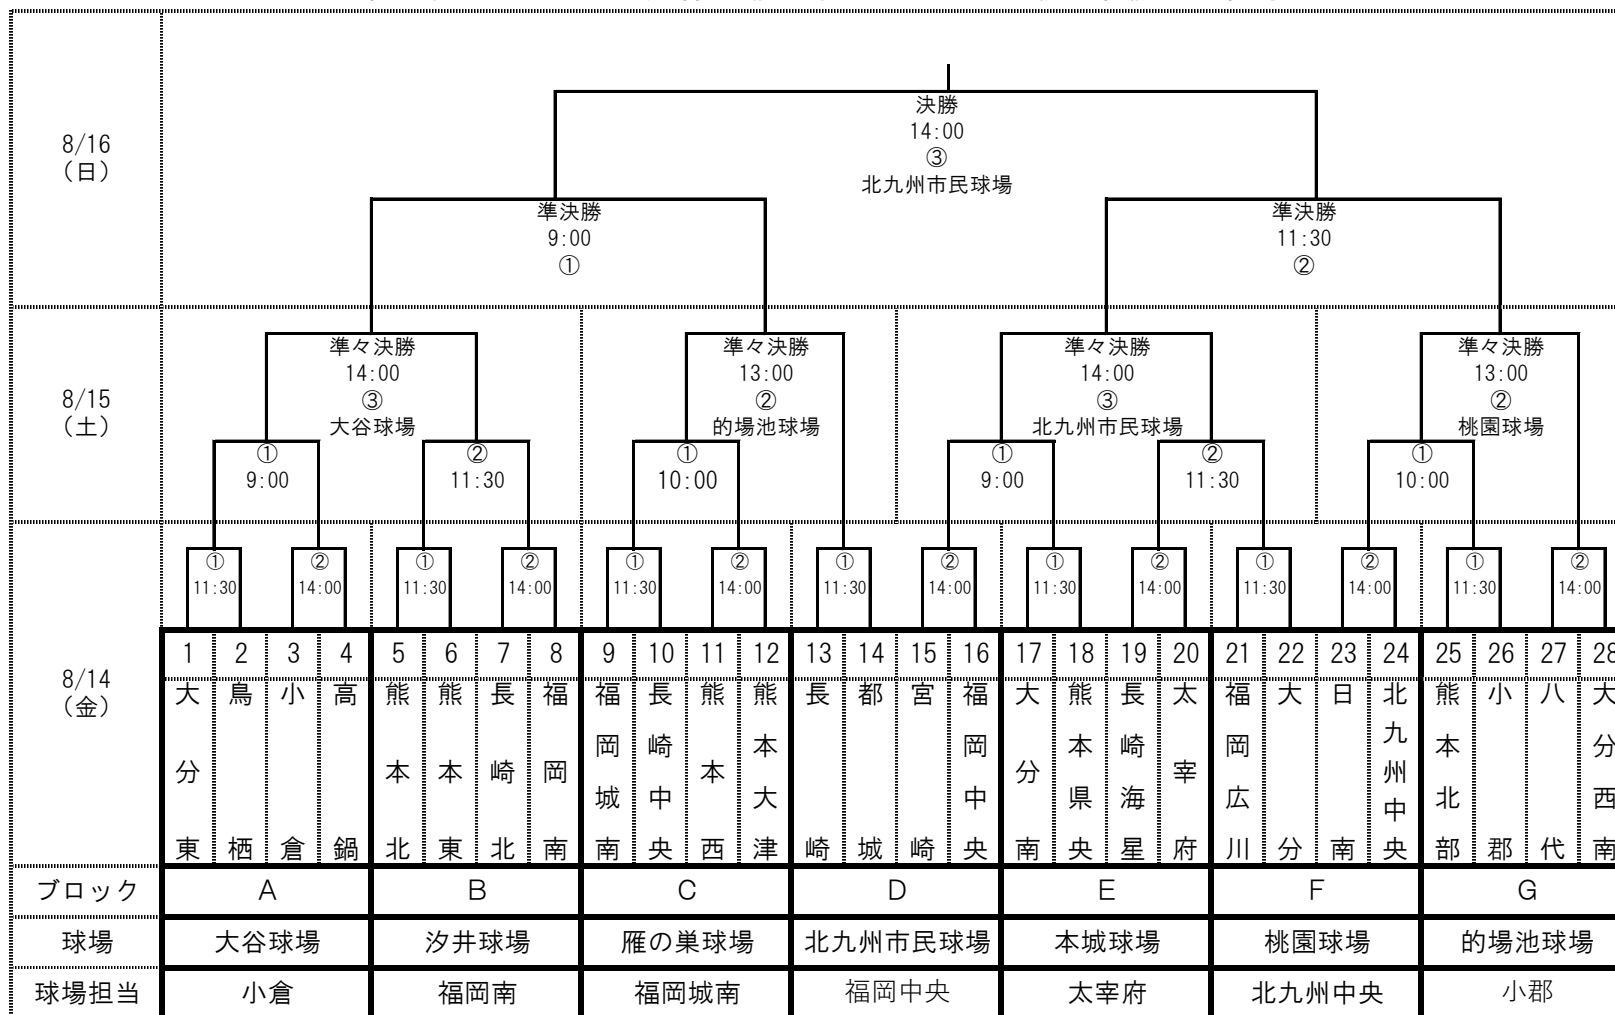 決勝
14:00
③
北九州市民球場
8/16
（日）
準決勝
9:00
①
準決勝
11:30
②
8/15
（土）
準々決勝
14:00
③
大谷球場
準々決勝
13:00
②
的場池球場
準々決勝
14:00
③
北九州市民球場
準々決勝
13:00
②
桃園球場
① ② ① ① ② ①
9:00 11:30 10:00 9:00 11:30 10:00
8/14
（金）
① ② ① ② ① ② ① ② ① ② ① ② ① ②
11:30 14:00 11:30 14:00 11:30 14:00 11:30 14:00 11:30 14:00 11:30 14:00 11:30 14:00
1 2 3 4 5 6 7 8 9 10 11 12 13 14 15 16 17 18 19 20 21 22 23 24 25 26 27 28
大分東
鳥栖
小倉
高鍋
熊本北
熊本東
長崎北
福岡南
福岡城南
長崎中央
熊本西
熊本大津
長崎
都城
宮崎
福岡中央
大分南
熊本県央
長崎海星
太宰府
福岡広川
大分
日南
北九州中央
熊本北部
小郡
八代
大分西南
ブロック A B C D E F G
球場 大谷球場 汐井球場 雁の巣球場 北九州市民球場 本城球場 桃園球場 的場池球場
球場担当 小倉 福岡南 福岡城南 福岡中央 太宰府 北九州中央 小郡